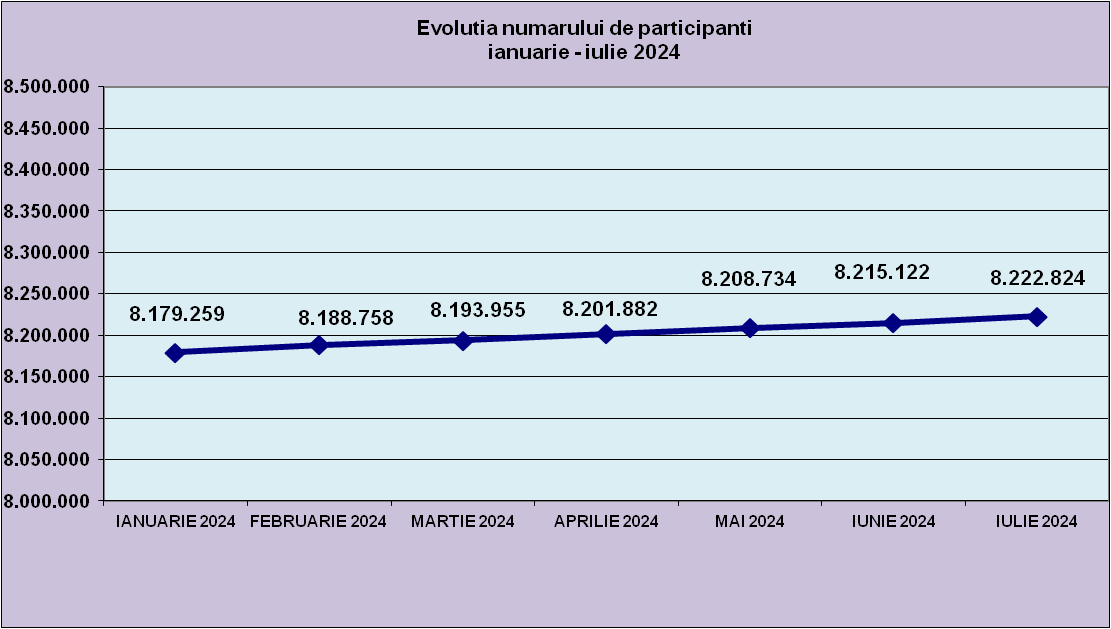 Evolutia numarului de participanti
ianuarie - iulie 2024
8.500.000
8.450.000
8.400.000
8.350.000
8.300.000
8.250.000
8.200.000
8.150.000
8.100.000
8.050.000
8.000.000
8.179.259
8.188.758
8.193.955
8.201.882
8.208.734
8.215.122
8.222.824
IANUARIE 2024
FEBRUARIE 2024
MARTIE 2024
APRILIE 2024
MAI 2024
IUNIE 2024
IULIE 2024